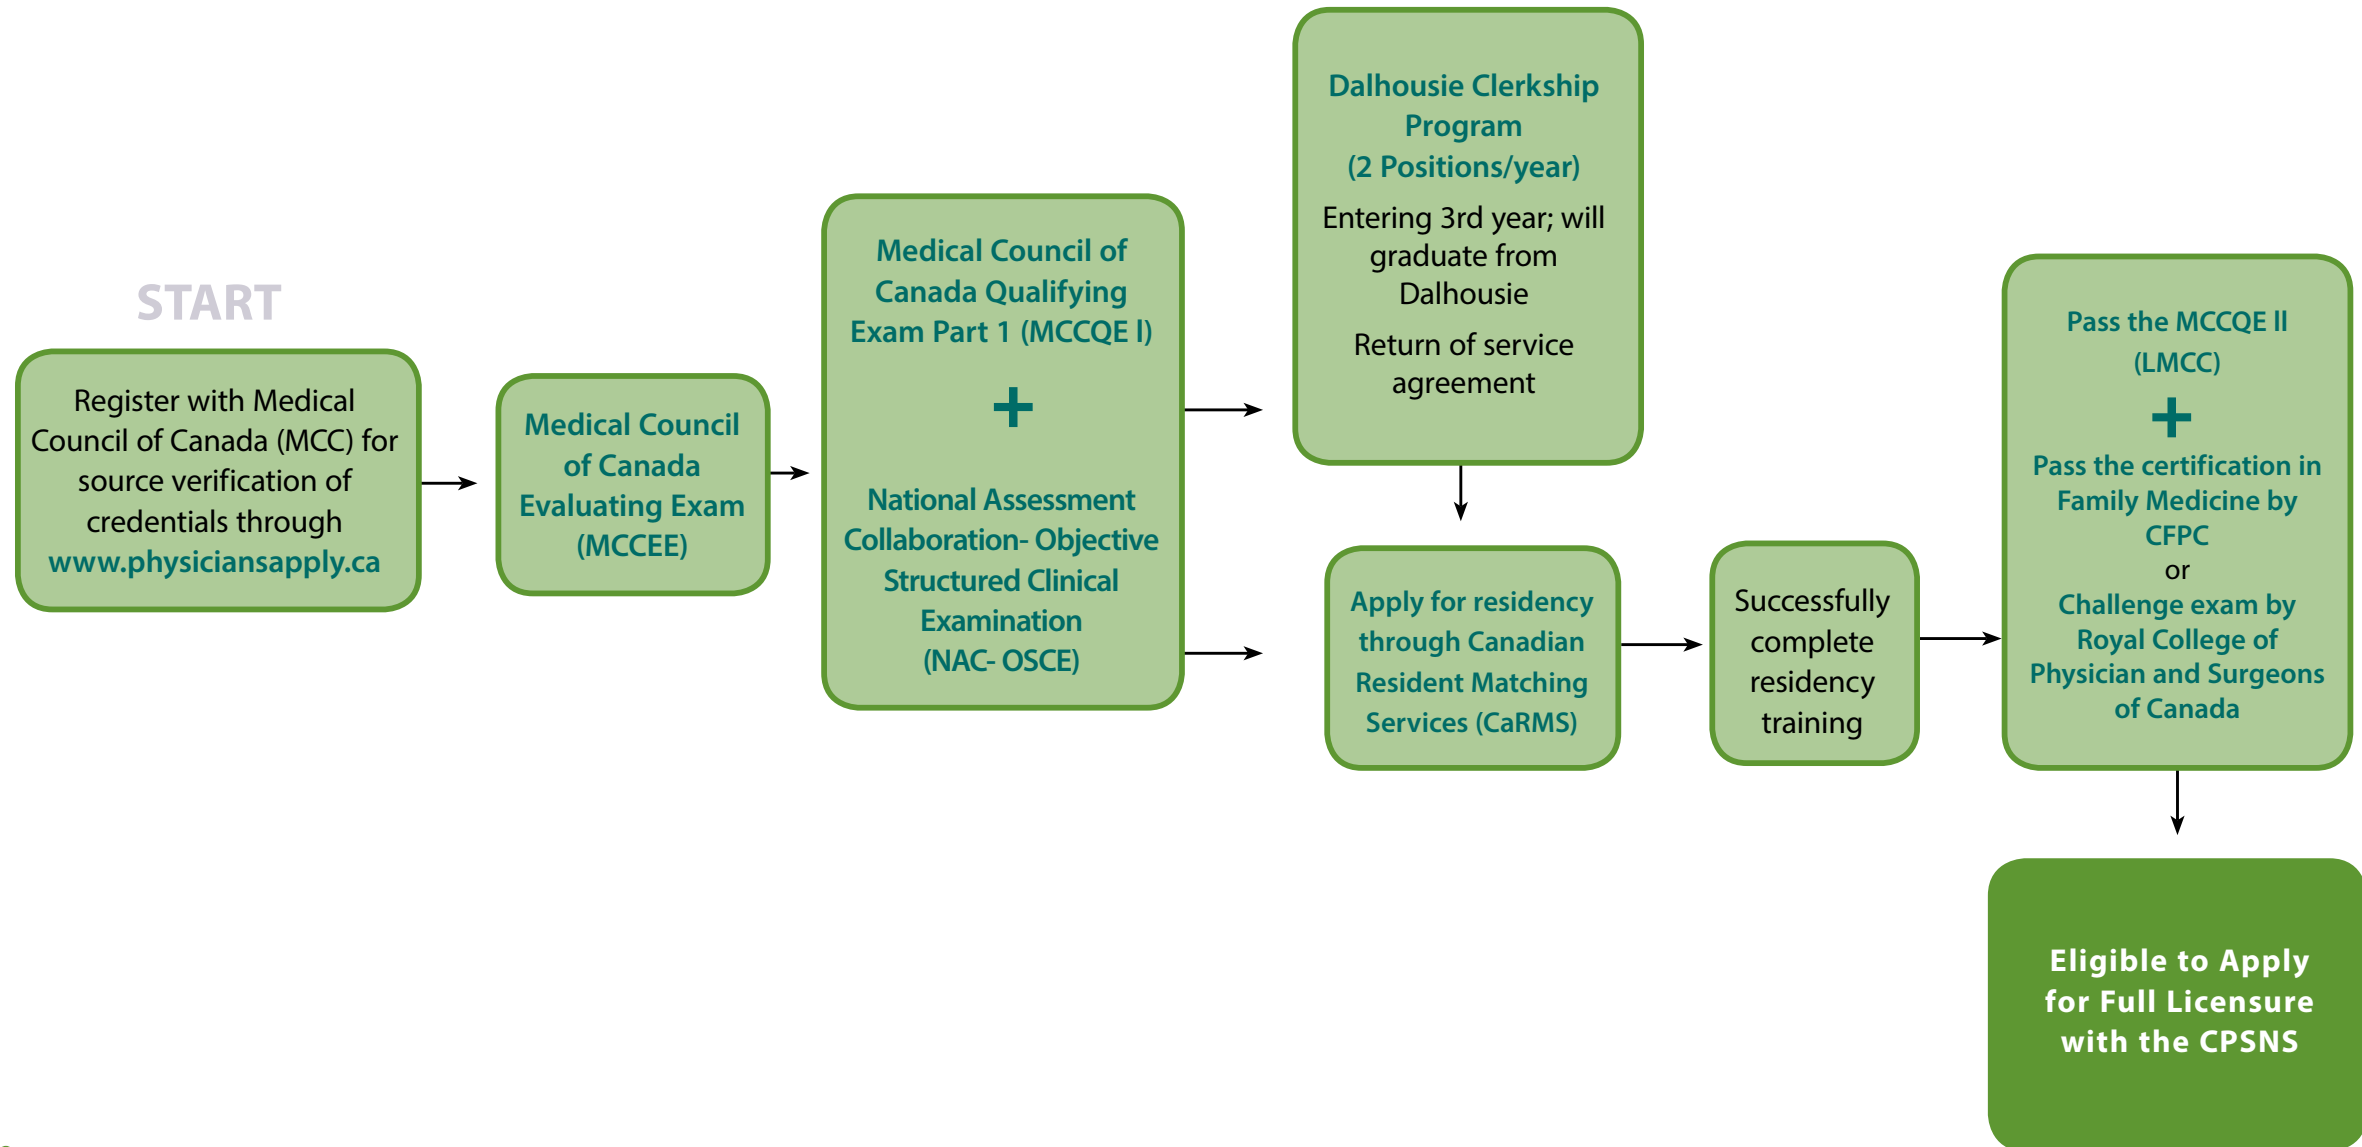 START
Register with Medical
Council of Canada (MCC) for
source verification of
credentials through
www.physiciansapply.ca
Medical Council
of Canada
Evaluating Exam
(MCCEE)
Medical Council of
Canada Qualifying
Exam Part 1 (MCCQE l)
+
National Assessment
Collaboration- Objective
Structured Clinical
Examination
(NAC- OSCE)
Dalhousie Clerkship
Program
(2 Positions/year)
Entering 3rd year; will
graduate from
Dalhousie
Return of service
agreement
Apply for residency
through Canadian
Resident Matching
Services (CaRMS)
Successfully
complete
residency
training
Pass the MCCQE ll
(LMCC)
+
Pass the certification in
Family Medicine by
CFPC
or
Challenge exam by
Royal College of
Physician and Surgeons
of Canada
Eligible to Apply
for Full Licensure
with the CPSNS